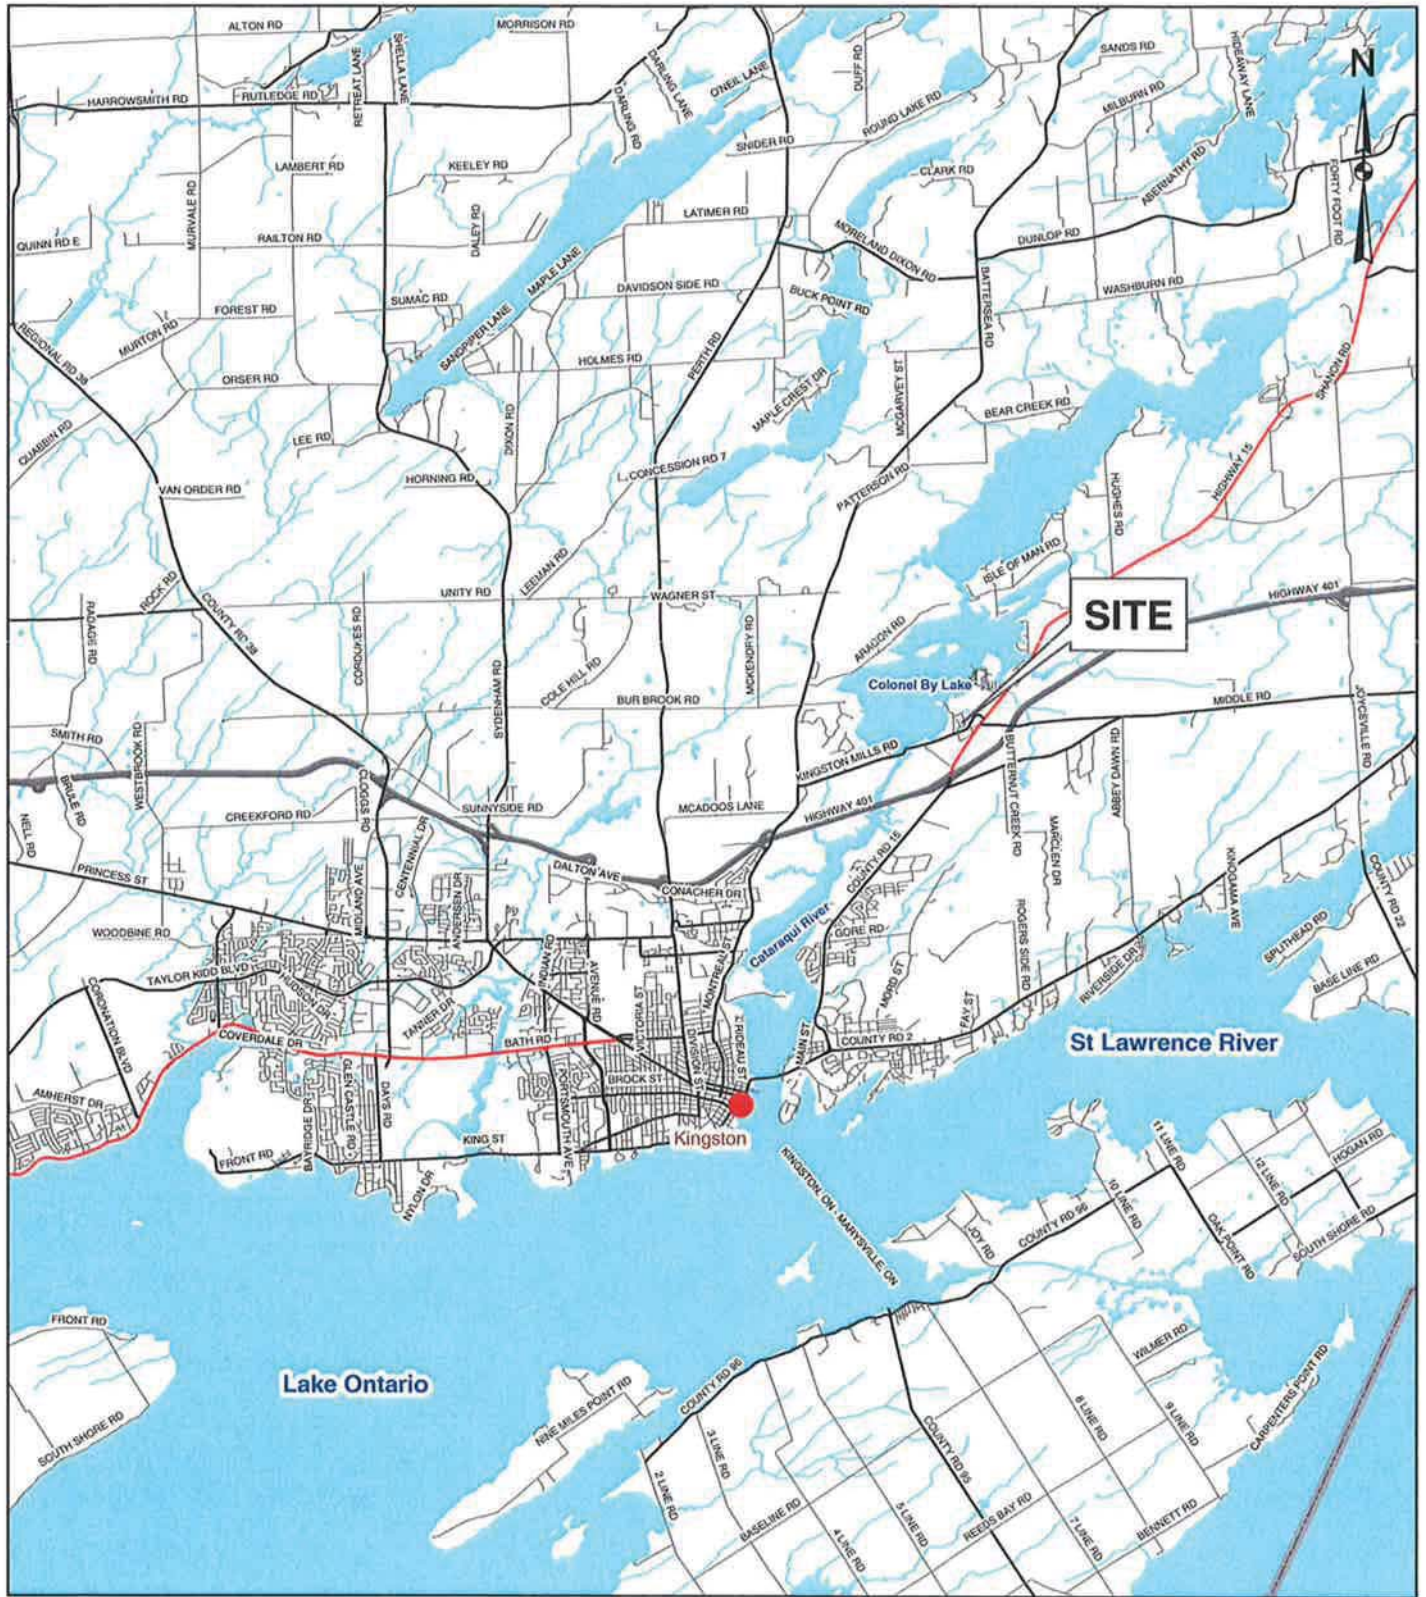 ALTON RD
MORRISON RD
SHELLA LANE
RETREAT LANE
DARLING LANE
DARLING RD
O'NEIL LANE
DUFF RD
SANDS RD
HIDEAWAY LANE
N
HARROWSMITH RD
RUTLEDGE RD
MILBURN RD
ROUND LAKE RD
SNIDER RD
LAMBERT RD
KEELEY RD
CLARK RD
ABERNATHY RD
FORTY FOOT RD
MURVALE RD
LATIMER RD
DALEY RD
QUINN RD E
RAILTON RD
MORELAND DIXON RD
DUNLOP RD
MAPLE LANE
DAVIDSON SIDE RD
BUCK POINT RD
BATTERSEA RD
WASHBURN RD
SUMAC RD
FOREST RD
MURTON RD
SANDPIPER LANE
REGIONAL RD 38
HOLMES RD
PERTH RD
ORSER RD
MAPLE CREST DR
MCGARVEY ST
SHANON RD
BEAR CREEK RD
QUABBIN RD
LEE RD
DIXON RD
CONCESSION RD 7
HORNING RD
VAN ORDER RD
PATTERSON RD
HUGHES RD
HIGHWAY 15
ISLE OF MAN RD
LEEMAN RD
ROCK RD
UNITY RD
WAGNER ST
SITE
HIGHWAY 401
RADAGE RD
COUNTY RD 38
CORDUKES RD
MCKENDRY RD
ARAGON RD
COLE HILL RD
SYDENHAM RD
BUR BROOK RD
Colonel By Lake
MIDDLE RD
JOYCEVILLE RD
SMITH RD
WESTBROOK RD
BRULE RD
CLOGGS RD
KINGSTON MILLS RD
BUTTERNUT CREEK RD
ABBEY DAWN RD
NELL RD
CREEKFORD RD
SUNNYSIDE RD
MCADOOS LANE
HIGHWAY 401
CENTENNIAL DR
MARCLEN DR
COUNTY RD 15
PRINCESS ST
MIDLAND AVE
ANDERSEN DR
DALTON AVE
CONACHER DR
KINOGAMA AVE
COUNTY RD 22
WOODBINE RD
Cataraqui River
GORE RD
ROGERS SIDE RD
SPLITHEAD RD
TAYLOR KIDD BLVD
HUDSON DR
INDIAN RD
AVENUE RD
MONTREAL ST
RIVERSIDE DR
BASE LINE RD
CORONATION BLVD
TANNER DR
VICTORIA ST
DIVISION ST
FAY ST
COVERDALE DR
BATH RD
RIDEAU ST
MAIN ST
COUNTY RD 2
St Lawrence River
AMHERST DR
BAYRIDGE DR
GLEN CASTLE RD
DAYS RD
PORTSMOUTH AVE
BROCK ST
Kingston
KING ST
FRONT RD
NYLON DR
KINGSTON, ON - MARYSVILLE, ON
11 LINE RD
12 LINE RD
HOGAN RD
10 LINE RD
COUNTY RD 96
JOY RD
OAK POINT RD
SOUTH SHORE RD
FRONT RD
Lake Ontario
WILMER RD
CARPENTERS POINT RD
COUNTY RD 96
NINE MILES POINT RD
SOUTH SHORE RD
8 LINE RD
9 LINE RD
3 LINE RD
COUNTY RD 95
2 LINE RD
BASELINE RD
5 LINE RD
4 LINE RD
REEDS BAY RD
7 LINE RD
BENNETT RD